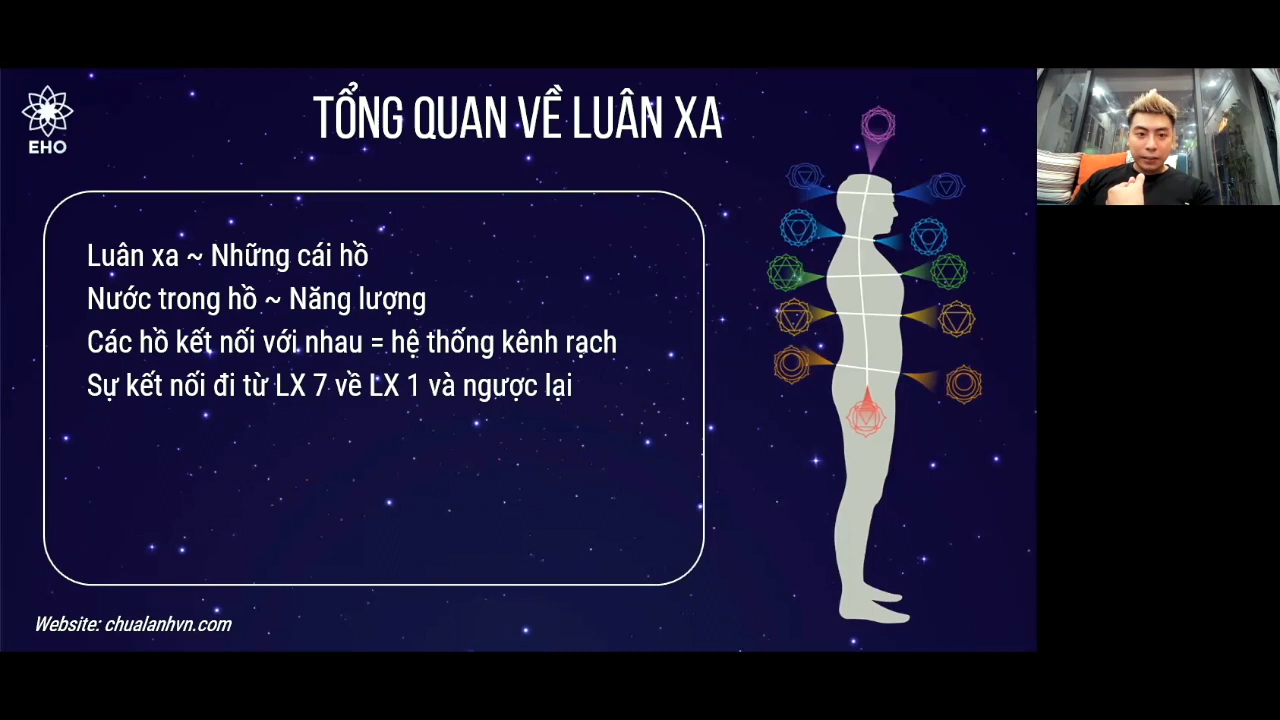 EHO
TỔNG QUAN VỀ LUÂN XA
Luân xa ~ Những cái hồ
Nước trong hồ ~ Năng lượng
Các hồ kết nối với nhau = hệ thống kênh rạch
Sự kết nối đi từ LX 7 về LX 1 và ngược lại
Website: chualanhvn.com